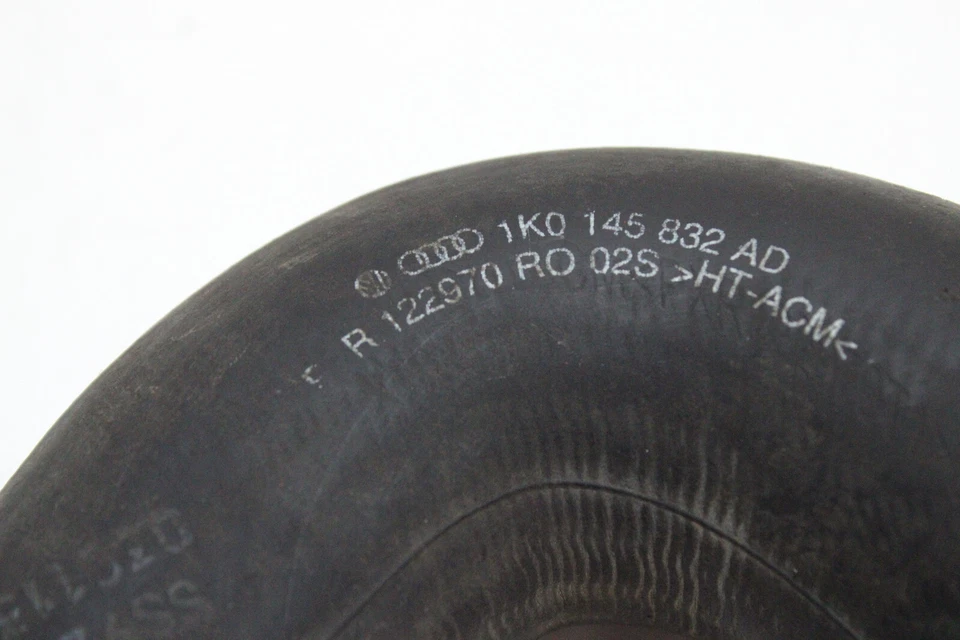 1K0 145 832 AD
R 122970 RO 02S >HT-ACM<